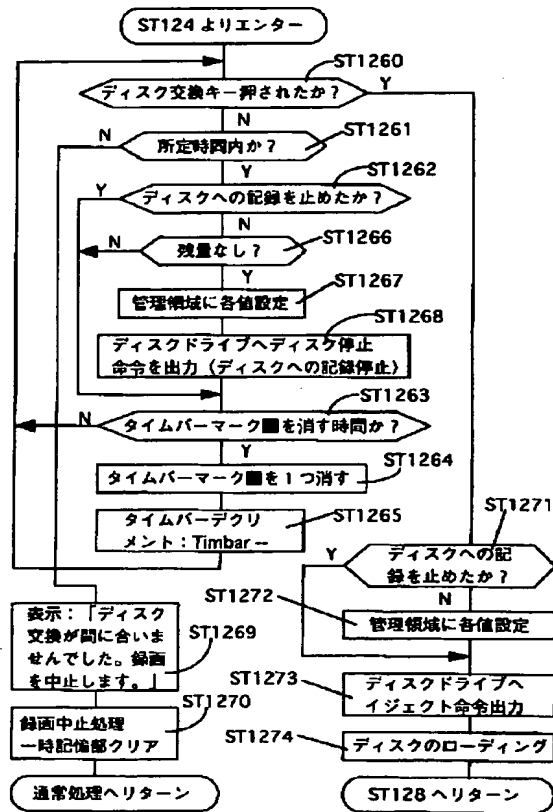 ST124 よりエンター
ST1260
ディスク交換キー押されたか？
Y
N
ST1261
N
所定時間内か？
Y
ST1262
Y
ディスクへの記録を止めたか？
N
ST1266
N
残量なし？
Y
ST1267
管理領域に各値設定
ST1268
ディスクドライブへディスク停止
命令を出力（ディスクへの記録停止）
ST1263
N
タイムバーマーク■を消す時間か？
Y
ST1264
タイムバーマーク■を１つ消す
ST1265
タイムバーデクリ
メント：Timbar --
ST1271
Y
ディスクへの記
録を止めたか？
N
ST1272
管理領域に各値設定
表示：「ディスク
交換が間に合いま
せんでした。録画
を中止します。」
ST1269
ST1273
ディスクドライブへ
イジェクト命令出力
ST1270
録画中止処理
一時記憶部クリア
ST1274
ディスクのローディング
通常処理へリターン
ST128 へリターン